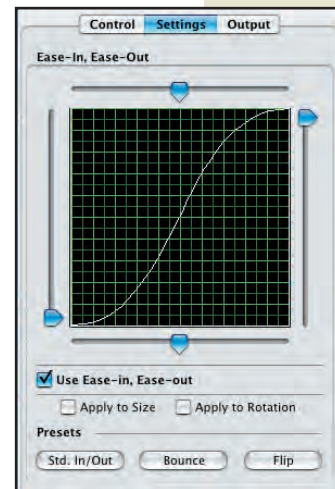 Control Settings Output
Ease-In, Ease-Out
Use Ease-in, Ease-out
Apply to Size Apply to Rotation
Presets
Std. In/Out Bounce Flip